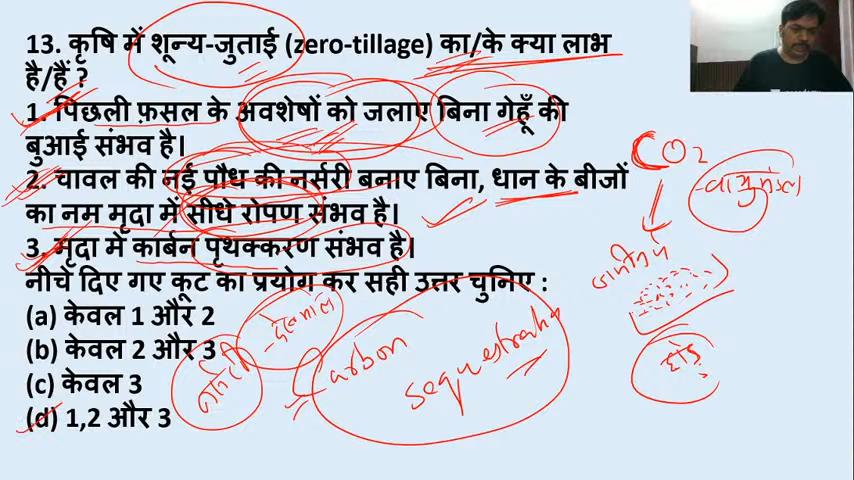 13. कृषि में शून्य-जुताई (zero-tillage) का/के क्या लाभ
है/हैं ?
1. पिछली फ़सल के अवशेषों को जलाए बिना गेहूँ की
बुआई संभव है।
2. चावल की नई पौध की नर्सरी बनाए बिना, धान के बीजों
का नम मृदा में सीधे रोपण संभव है।
3. मृदा में कार्बन पृथक्करण संभव है।
नीचे दिए गए कूट का प्रयोग कर सही उत्तर चुनिए :
(a) केवल 1 और 2
(b) केवल 2 और 3
(c) केवल 3
(d) 1,2 और 3
CO2
वायुमंडल
carbon